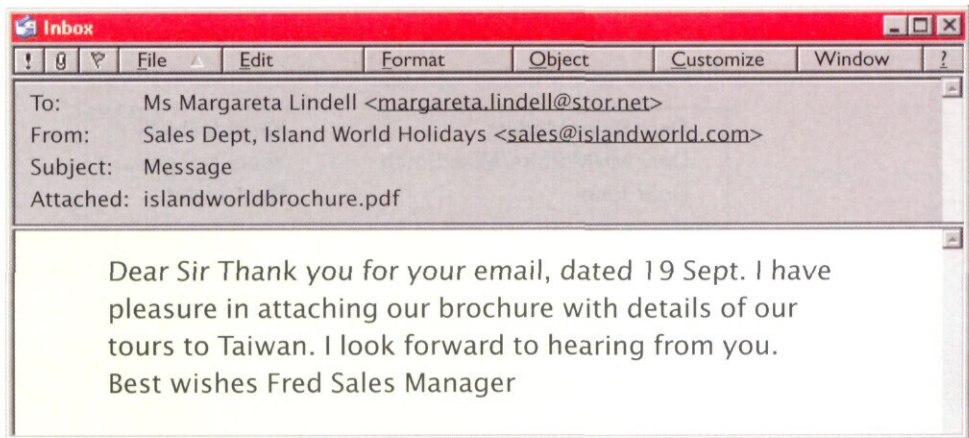 Inbox
! File Edit Format Object Customize Window ?
To: Ms Margareta Lindell <margareta.lindell@stor.net>
From: Sales Dept, Island World Holidays <sales@islandworld.com>
Subject: Message
Attached: islandworldbrochure.pdf
Dear Sir Thank you for your email, dated 19 Sept. I have
pleasure in attaching our brochure with details of our
tours to Taiwan. I look forward to hearing from you.
Best wishes Fred Sales Manager